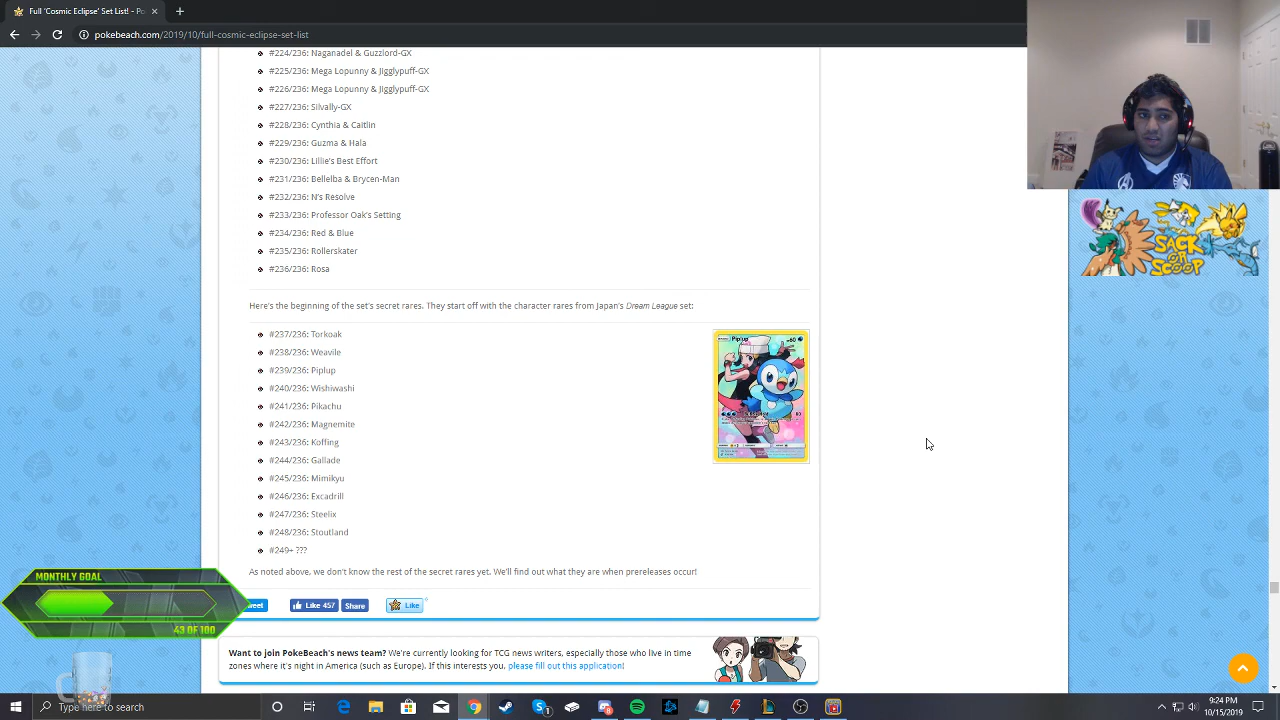 Full 'Cosmic Eclipse' Set List! - Po
pokebeach.com/2019/10/full-cosmic-eclipse-set-list
#224/236: Naganadel & Guzzlord-GX
#225/236: Mega Lopunny & Jigglypuff-GX
#226/236: Mega Lopunny & Jigglypuff-GX
#227/236: Silvally-GX
#228/236: Cynthia & Caitlin
#229/236: Guzma & Hala
#230/236: Lillie's Best Effort
#231/236: Bellelba & Brycen-Man
#232/236: N's Resolve
#233/236: Professor Oak's Setting
#234/236: Red & Blue
#235/236: Rollerskater
#236/236: Rosa
Here's the beginning of the set's secret rares. They start off with the character rares from Japan's Dream League set:
#237/236: Torkoak
#238/236: Weavile
#239/236: Piplup
#240/236: Wishiwashi
#241/236: Pikachu
#242/236: Magnemite
#243/236: Koffing
#244/236: Gallade
#245/236: Mimikyu
#246/236: Excadrill
#247/236: Steelix
#248/236: Stoutland
#249+ ???
Piplup
60
As noted above, we don't know the rest of the secret rares yet. We'll find out what they are when prereleases occur!
weet
Like 457
Share
Like
Want to join PokeBeach's news team? We're currently looking for TCG news writers, especially those who live in time
zones where it's night in America (such as Europe). If this interests you, please fill out this application!
SACK
OR
SCOOP
MONTHLY GOAL
43 OF 100
Type here to search
9:24 PM
10/15/2019